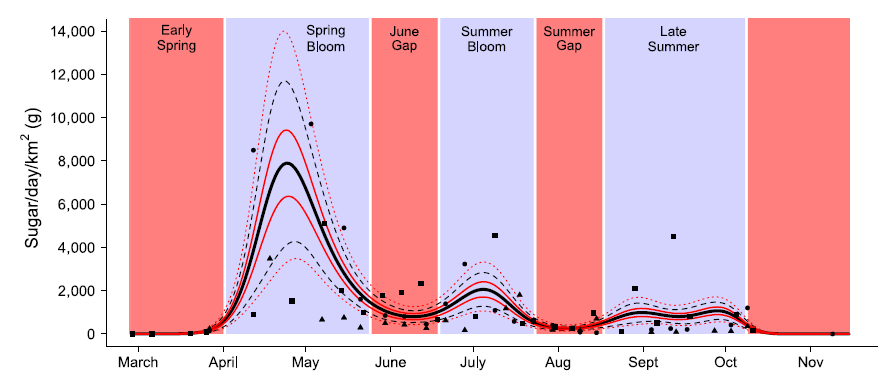 Early
Spring
Spring
Bloom
June
Gap
Summer
Bloom
Summer
Gap
Late
Summer
14,000
12,000
10,000
8,000
6,000
4,000
2,000
0
Sugar/day/km² (g)
March April May June July Aug Sept Oct Nov